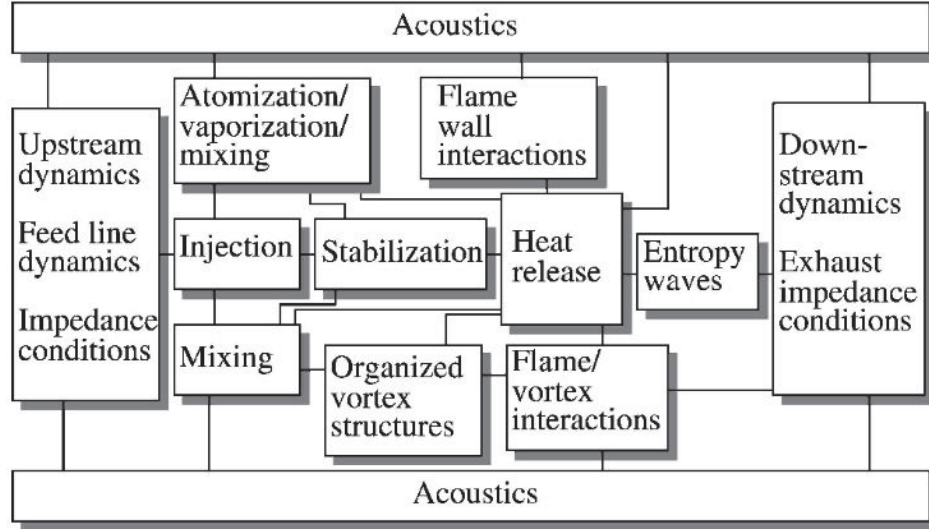 Acoustics
Upstream
dynamics
Feed line
dynamics
Impedance
conditions
Atomization/
vaporization/
mixing
Injection
Mixing
Stabilization
Organized
vortex
structures
Flame
wall
interactions
Heat
release
Flame/
vortex
interactions
Entropy
waves
Down-
stream
dynamics
Exhaust
impedance
conditions
Acoustics